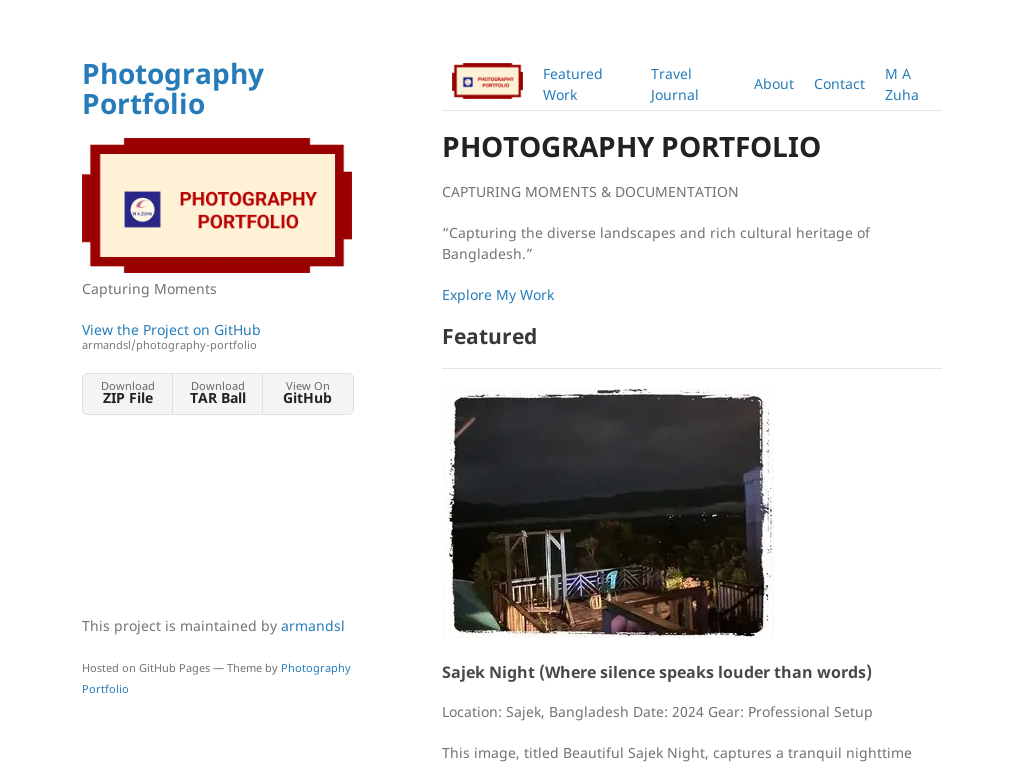 Photography
Portfolio
M A ZUHA
PHOTOGRAPHY
PORTFOLIO
Capturing Moments
View the Project on GitHub
armandsl/photography-portfolio
Download
ZIP File
Download
TAR Ball
View On
GitHub
This project is maintained by armandsl
Hosted on GitHub Pages — Theme by Photography
Portfolio
PHOTOGRAPHY
PORTFOLIO
Featured
Work
Travel
Journal
About
Contact
M A
Zuha
PHOTOGRAPHY PORTFOLIO
CAPTURING MOMENTS & DOCUMENTATION
“Capturing the diverse landscapes and rich cultural heritage of
Bangladesh.”
Explore My Work
Featured
Sajek Night (Where silence speaks louder than words)
Location: Sajek, Bangladesh Date: 2024 Gear: Professional Setup
This image, titled Beautiful Sajek Night, captures a tranquil nighttime